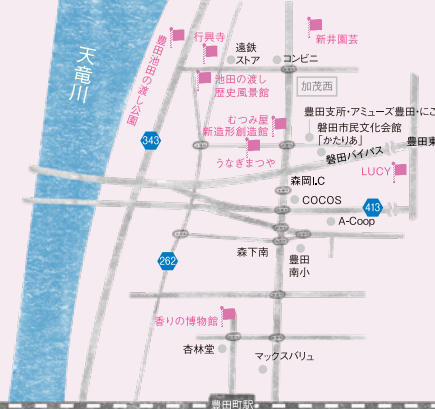 天竜川
豊田池田の渡し公園
行興寺
遠鉄
ストア
コンビニ
新井園芸
池田の渡し
歴史風景館
加茂西
むつみ屋
新造形創造館
豊田支所・アミューズ豊田・にこ
磐田市民文化会館
「かたりあ」
豊田東
磐田バイパス
343
うなぎまつや
LUCY
森岡I.C
COCOS
413
A-Coop
森下南
豊田
南小
262
香りの博物館
杏林堂
マックスバリュ
豊田町駅